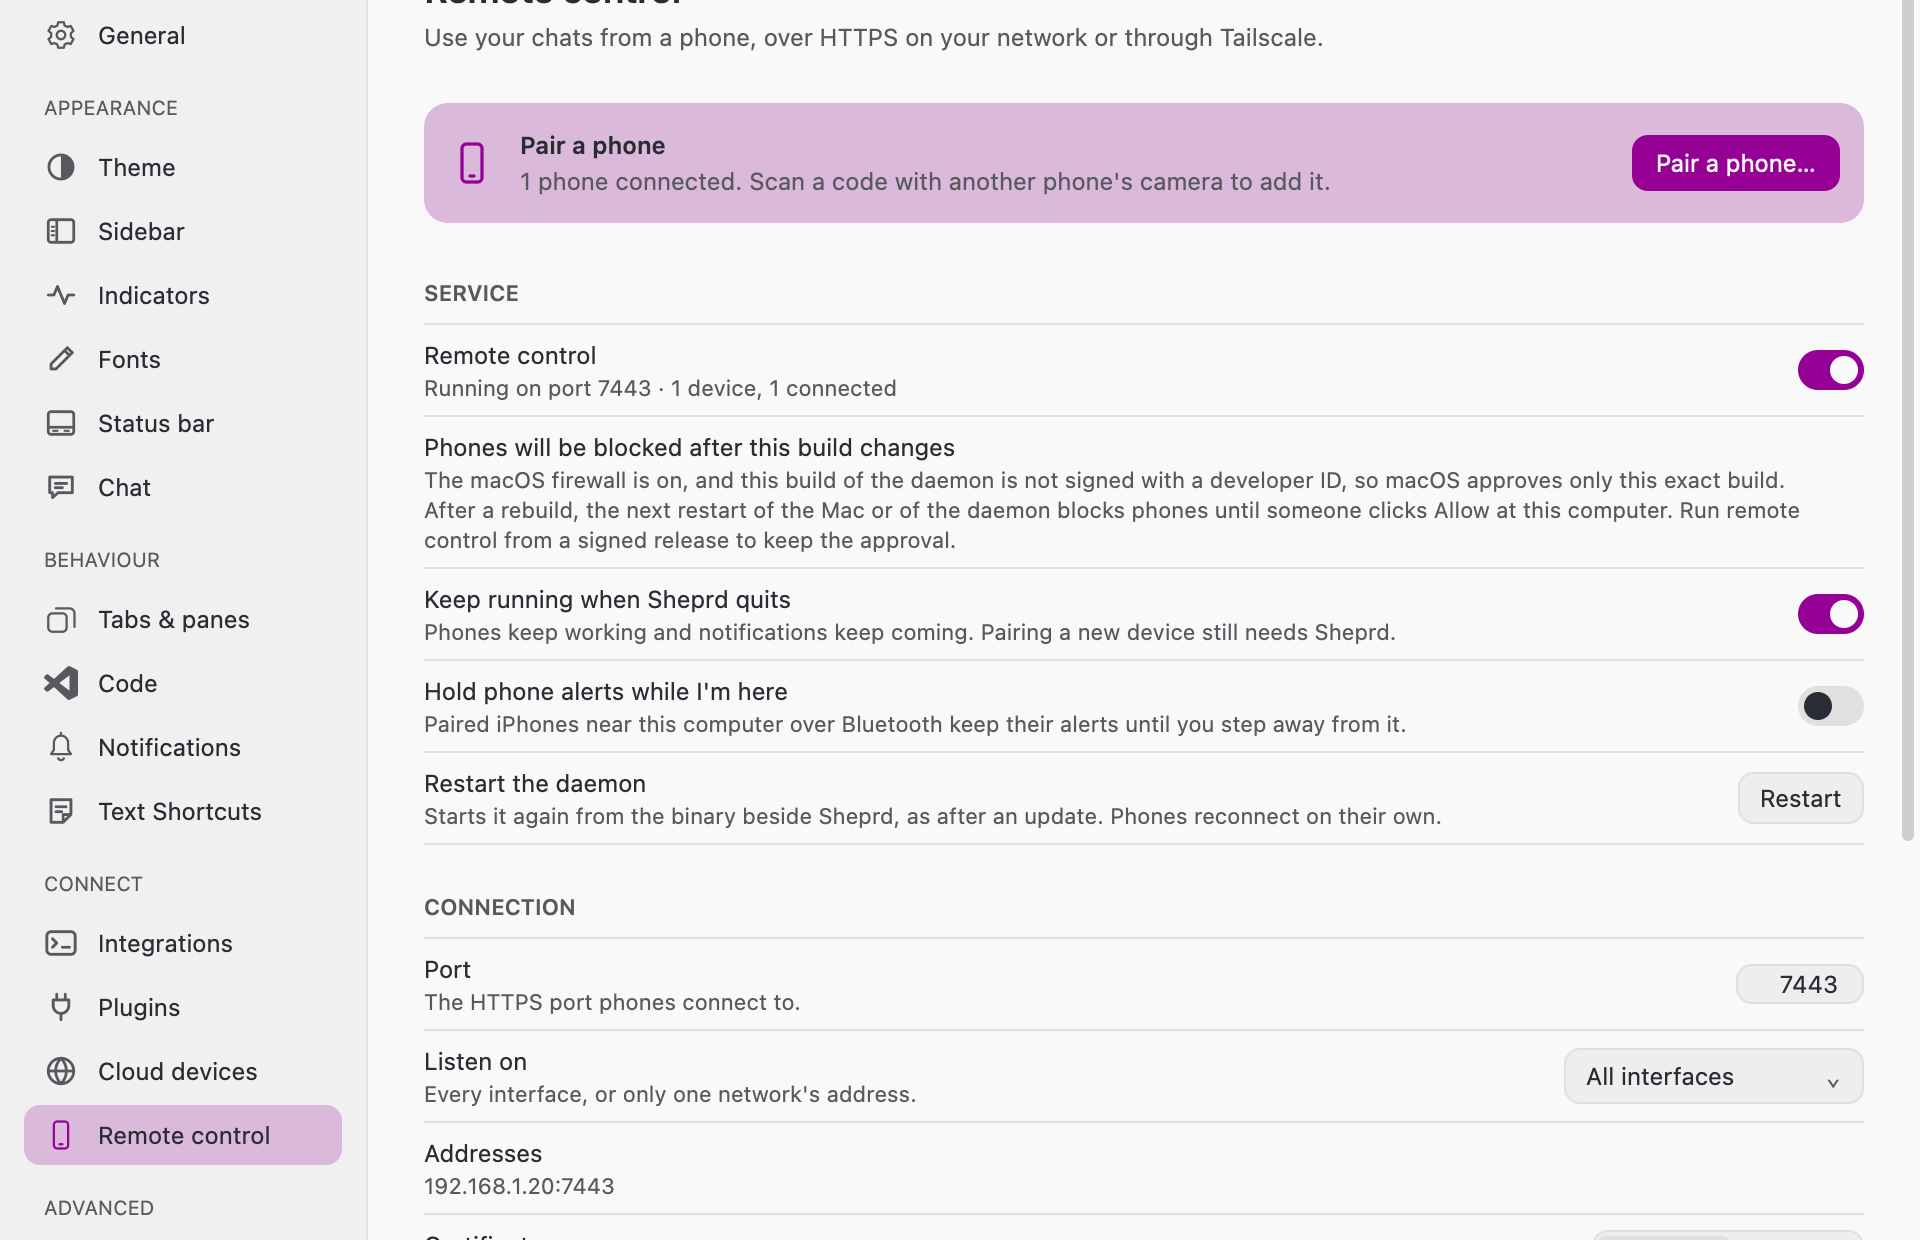 Remote control
Use your chats from a phone, over HTTPS on your network or through Tailscale.
General
APPEARANCE
Theme
Sidebar
Indicators
Fonts
Status bar
Chat
BEHAVIOUR
Tabs & panes
Code
Notifications
Text Shortcuts
CONNECT
Integrations
Plugins
Cloud devices
Remote control
ADVANCED
Pair a phone
1 phone connected. Scan a code with another phone's camera to add it.
Pair a phone...
SERVICE
Remote control
Running on port 7443 · 1 device, 1 connected
Phones will be blocked after this build changes
The macOS firewall is on, and this build of the daemon is not signed with a developer ID, so macOS approves only this exact build.
After a rebuild, the next restart of the Mac or of the daemon blocks phones until someone clicks Allow at this computer. Run remote
control from a signed release to keep the approval.
Keep running when Sheprd quits
Phones keep working and notifications keep coming. Pairing a new device still needs Sheprd.
Hold phone alerts while I'm here
Paired iPhones near this computer over Bluetooth keep their alerts until you step away from it.
Restart the daemon
Starts it again from the binary beside Sheprd, as after an update. Phones reconnect on their own.
Restart
CONNECTION
Port
The HTTPS port phones connect to.
7443
Listen on
Every interface, or only one network's address.
All interfaces
Addresses
192.168.1.20:7443